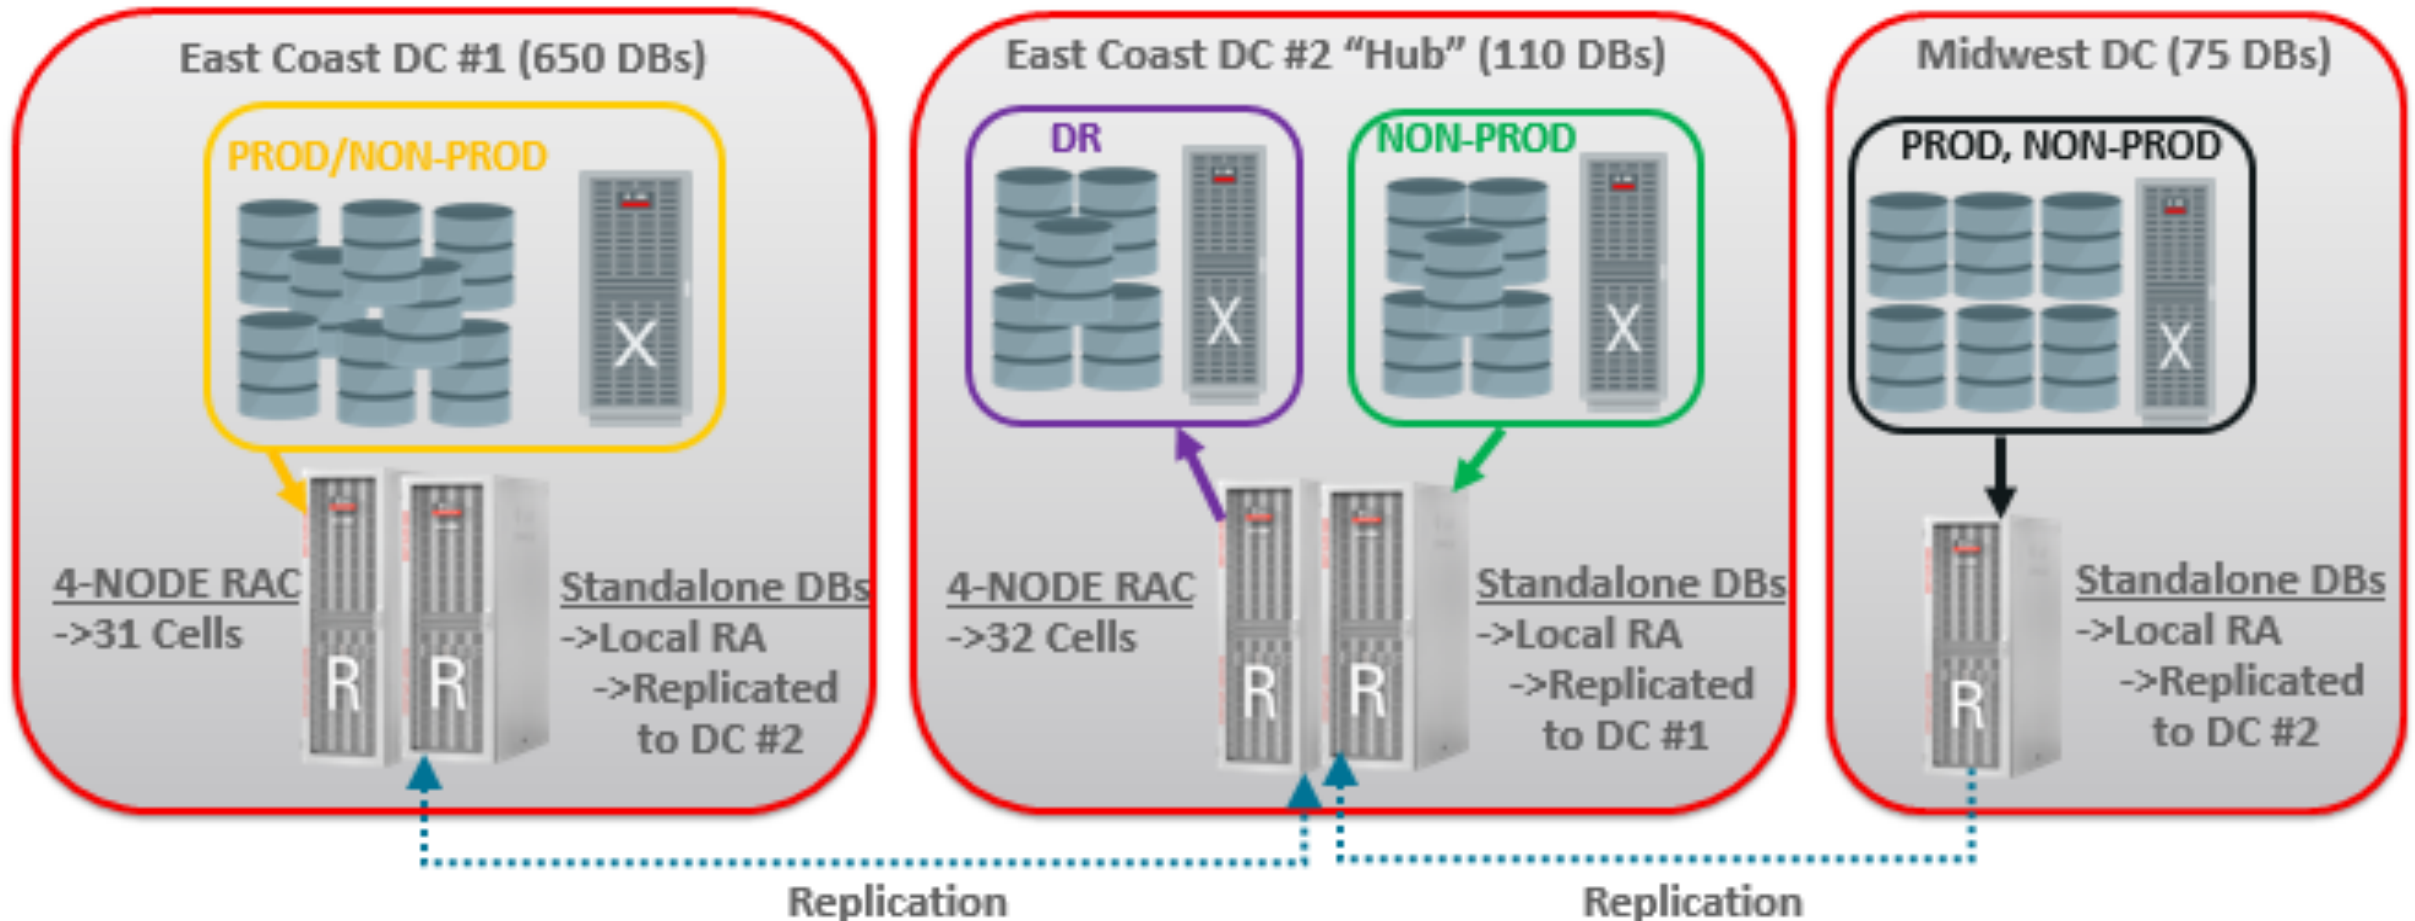 East Coast DC #1 (650 DBs)
PROD/NON-PROD
X
4-NODE RAC
->31 Cells
R
R
Standalone DBs
->Local RA
->Replicated
to DC #2
East Coast DC #2 “Hub” (110 DBs)
DR
X
NON-PROD
X
4-NODE RAC
->32 Cells
R
R
Standalone DBs
->Local RA
->Replicated
to DC #1
Midwest DC (75 DBs)
PROD, NON-PROD
X
R
Standalone DBs
->Local RA
->Replicated
to DC #2
Replication
Replication